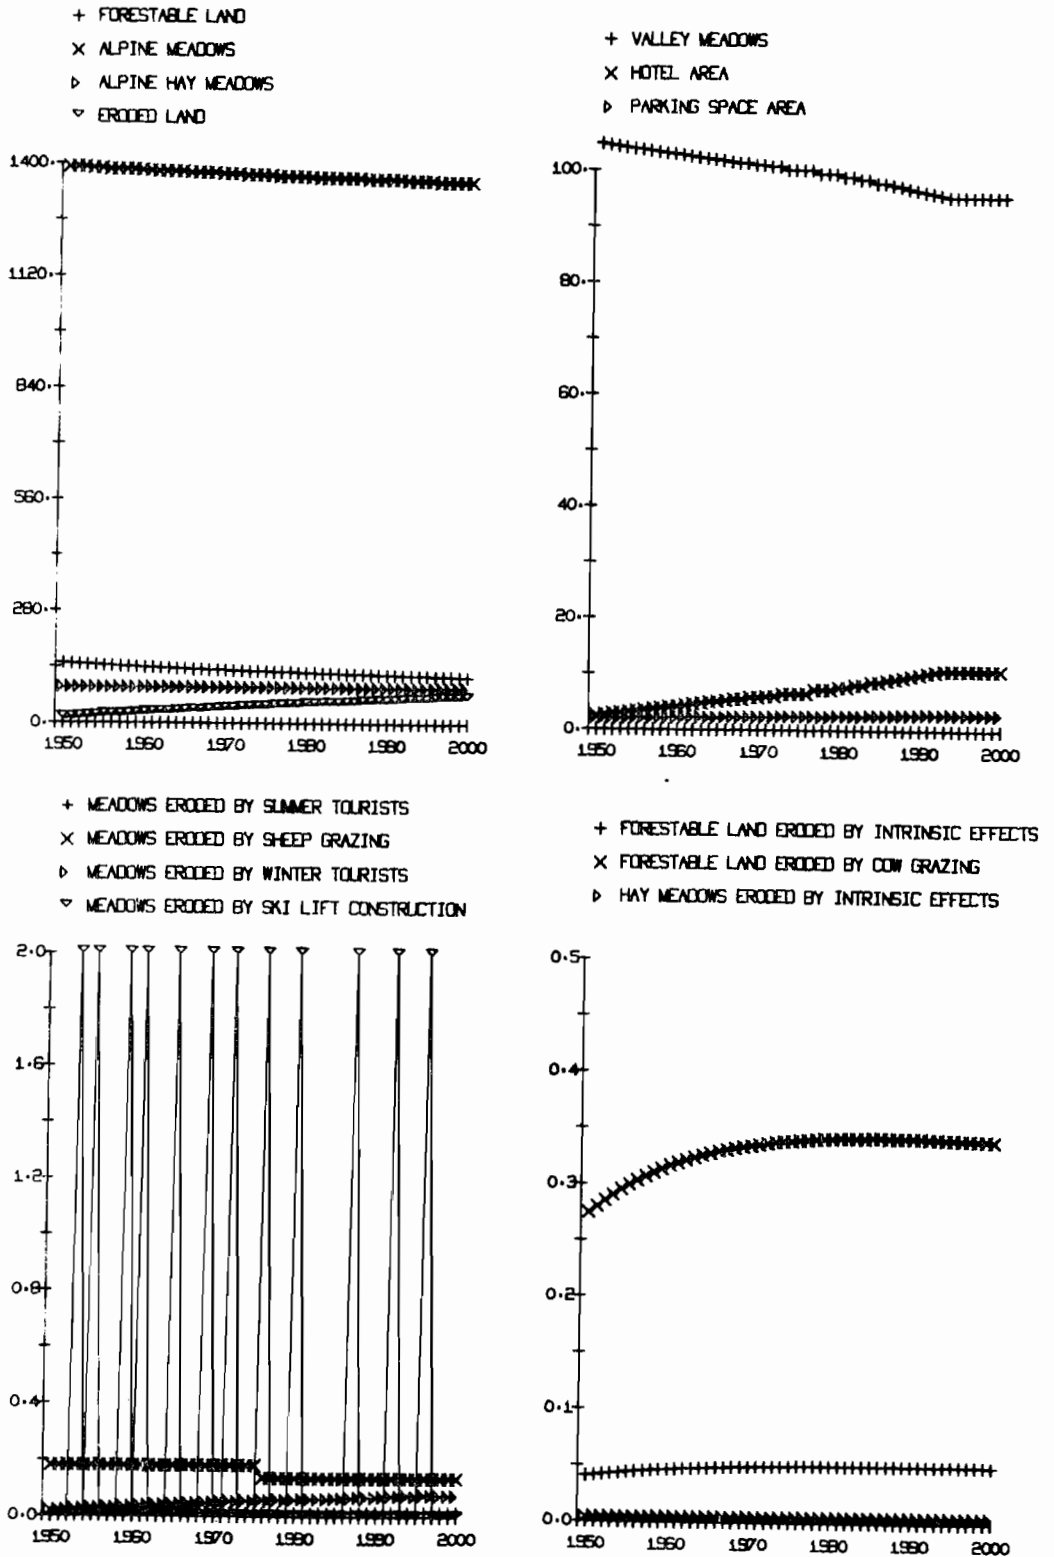 + FORESTABLE LAND
× ALPINE MEADOWS
▷ ALPINE HAY MEADOWS
▽ ERODED LAND
1400.
1120.
840.
560.
280.
0.
1950 1960 1970 1980 1990 2000
+ VALLEY MEADOWS
× HOTEL AREA
▷ PARKING SPACE AREA
100.
80.
60.
40.
20.
0.
1950 1960 1970 1980 1990 2000
+ MEADOWS ERODED BY SUMMER TOURISTS
× MEADOWS ERODED BY SHEEP GRAZING
▷ MEADOWS ERODED BY WINTER TOURISTS
▽ MEADOWS ERODED BY SKI LIFT CONSTRUCTION
2.0
1.6
1.2
0.8
0.4
0.0
1950 1960 1970 1980 1990 2000
+ FORESTABLE LAND ERODED BY INTRINSIC EFFECTS
× FORESTABLE LAND ERODED BY COW GRAZING
▷ HAY MEADOWS ERODED BY INTRINSIC EFFECTS
0.5
0.4
0.3
0.2
0.1
0.0
1950 1960 1970 1980 1990 2000